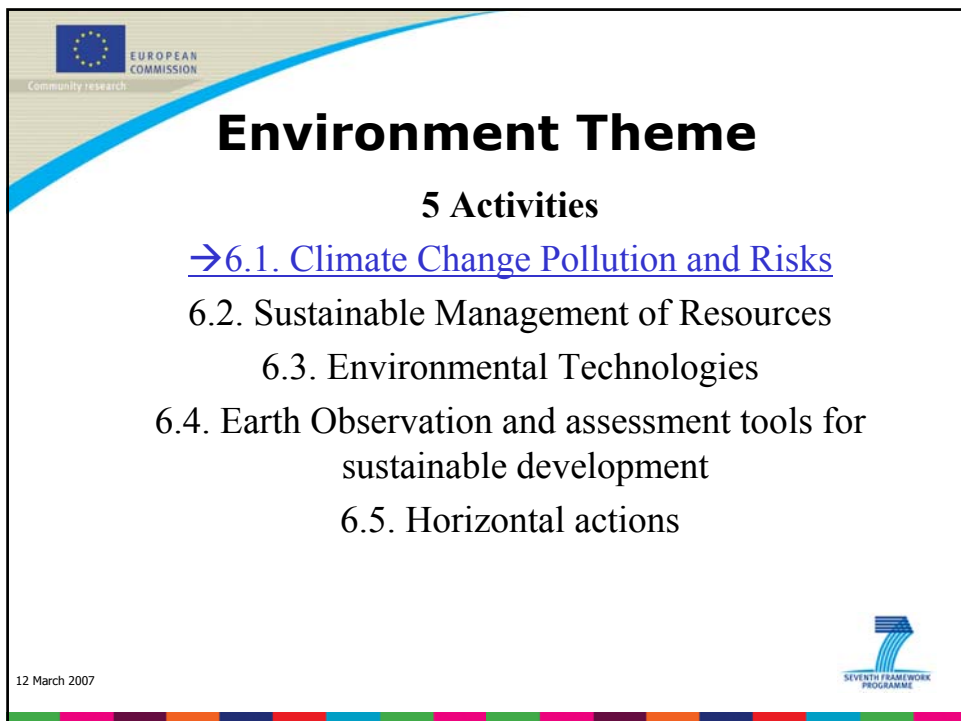 EUROPEAN
COMMISSION
Community research
Environment Theme
5 Activities
→6.1. Climate Change Pollution and Risks
6.2. Sustainable Management of Resources
6.3. Environmental Technologies
6.4. Earth Observation and assessment tools for
sustainable development
6.5. Horizontal actions
12 March 2007
SEVENTH FRAMEWORK
PROGRAMME